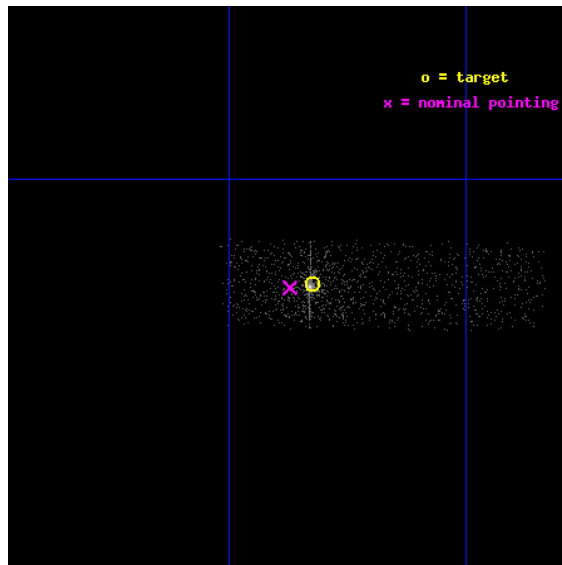 o = target
x = nominal pointing